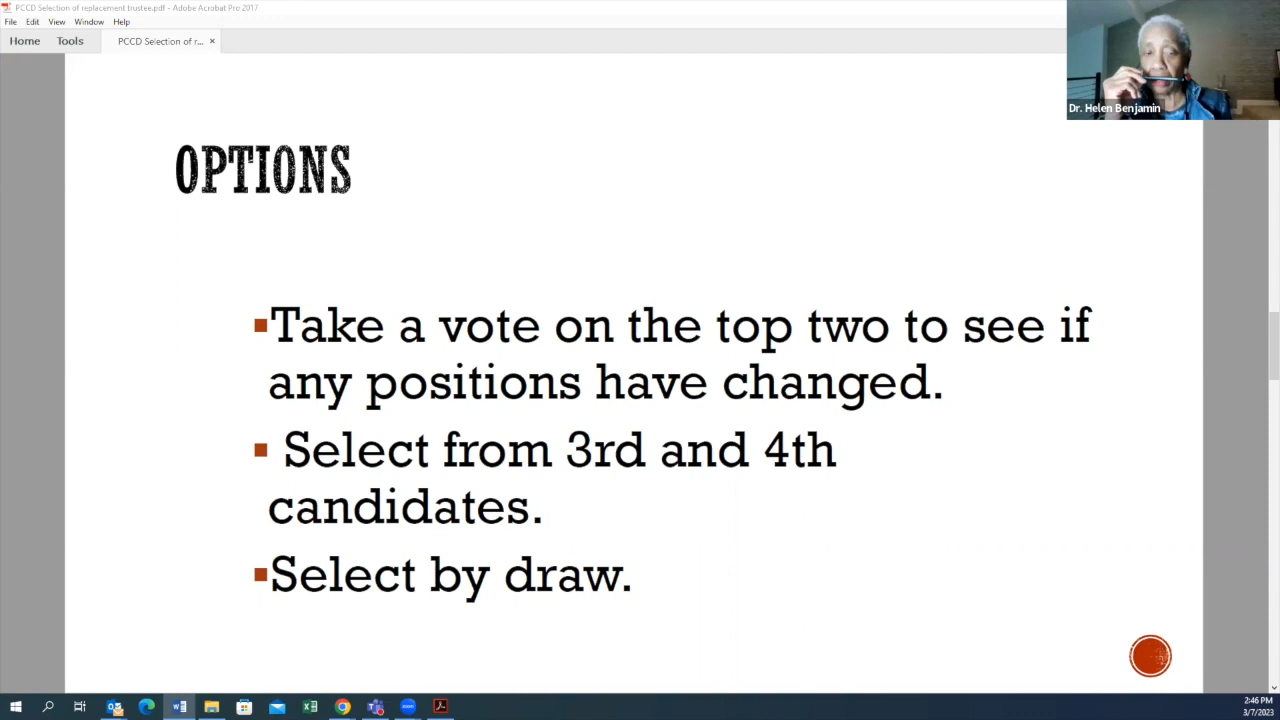 PCCD Selection of replacement trustee.pdf - Adobe Acrobat Pro 2017
File Edit View Window Help
Home Tools PCCD Selection of r... ×
Dr. Helen Benjamin
OPTIONS
Take a vote on the top two to see if
any positions have changed.
Select from 3rd and 4th
candidates.
Select by draw.
2:46 PM
3/7/2023